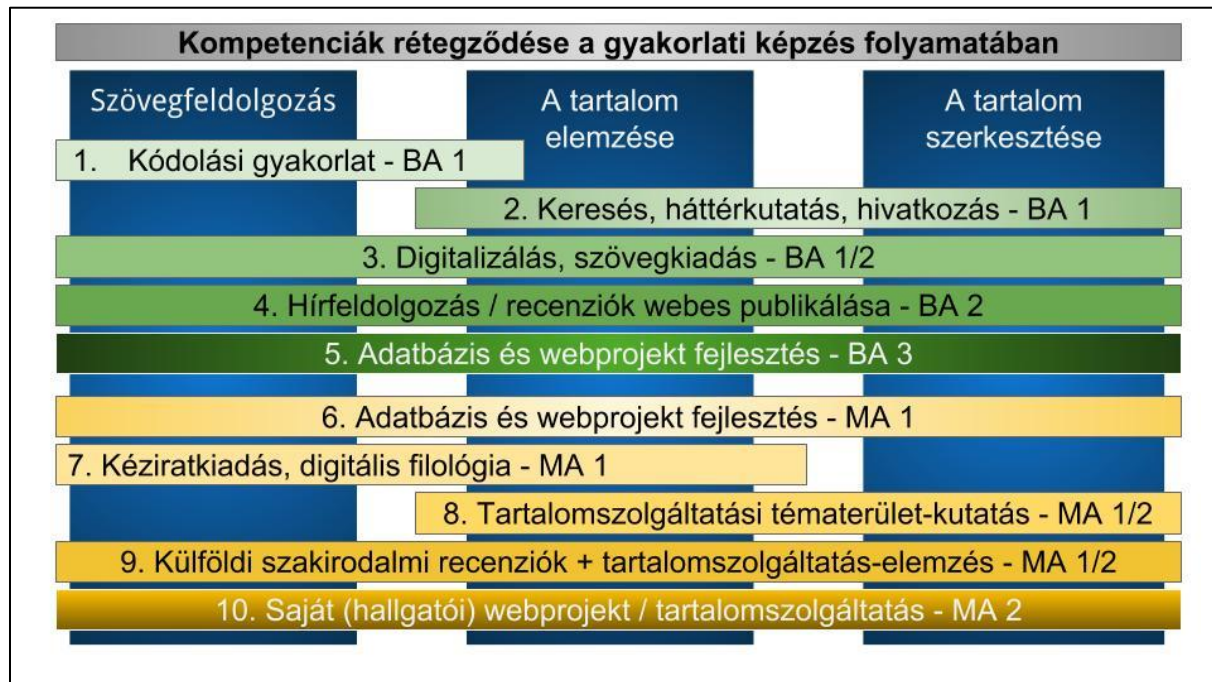 Kompetenciák rétegződése a gyakorlati képzés folyamatában
Szövegfeldolgozás
A tartalom
elemzése
A tartalom
szerkesztése
1. Kódolási gyakorlat - BA 1
2. Keresés, háttérkutatás, hivatkozás - BA 1
3. Digitalizálás, szövegkiadás - BA 1/2
4. Hírfeldolgozás / recenziók webes publikálása - BA 2
5. Adatbázis és webprojekt fejlesztés - BA 3
6. Adatbázis és webprojekt fejlesztés - MA 1
7. Kéziratkiadás, digitális filológia - MA 1
8. Tartalomszolgáltatási tématerület-kutatás - MA 1/2
9. Külföldi szakirodalmi recenziók + tartalomszolgáltatás-elemzés - MA 1/2
10. Saját (hallgatói) webprojekt / tartalomszolgáltatás - MA 2